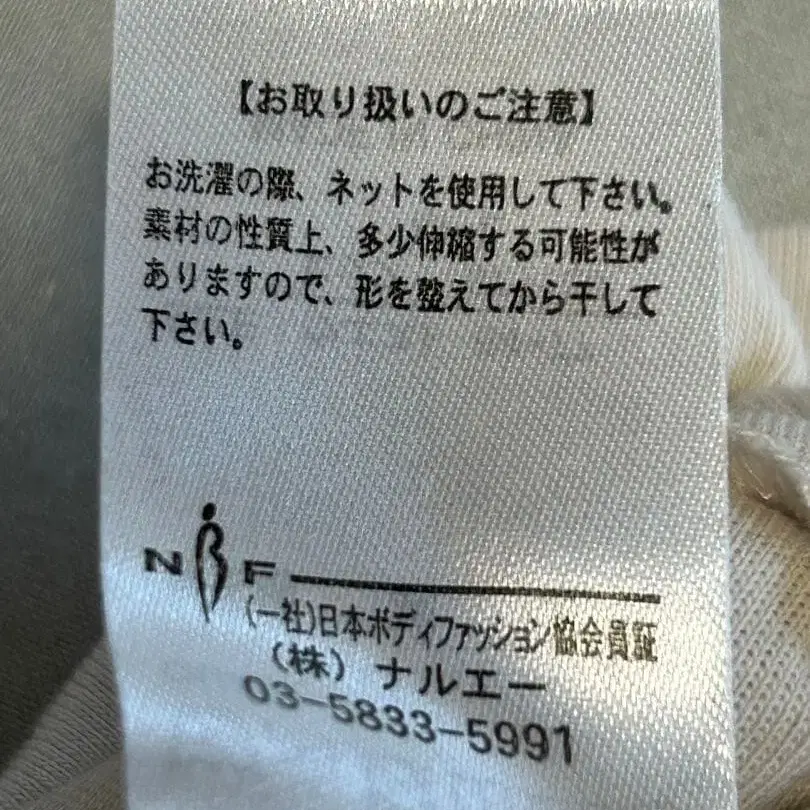 【お取り扱いのご注意】
お洗濯の際、ネットを使用して下さい。
素材の性質上、多少伸縮する可能性が
ありますので、形を整えてから干して
下さい。
NBF
(一社)日本ボディファッション協会員証
(株) ナルエー
03-5833-5991